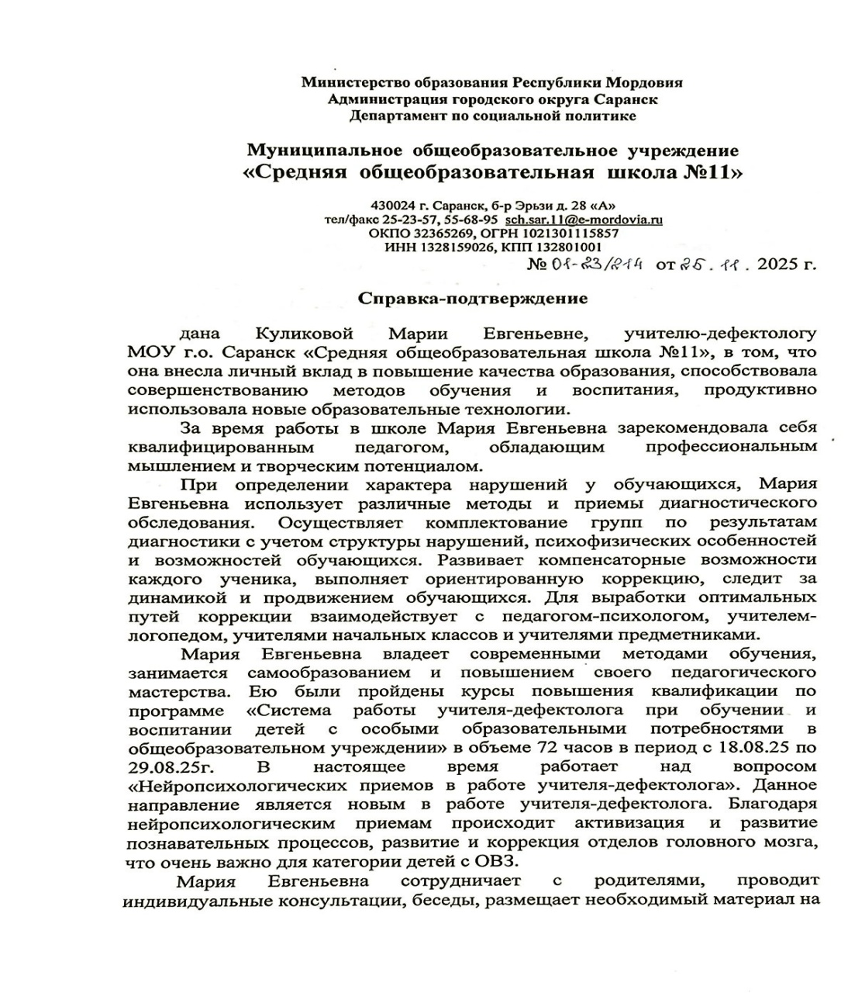 Министерство образования Республики Мордовия
Администрация городского округа Саранск
Департамент по социальной политике
Муниципальное общеобразовательное учреждение
«Средняя общеобразовательная школа №11»
430024 г. Саранск, б-р Эрьзи д. 28 «А»
тел/факс 25-23-57, 55-68-95 sch.sar.11@e-mordovia.ru
ОКПО 32365269, ОГРН 1021301115857
ИНН 1328159026, КПП 132801001
№ 01-23/214 от 25.11. 2025 г.
Справка-подтверждение
дана Куликовой Марии Евгеньевне, учителю-дефектологу
МОУ г.о. Саранск «Средняя общеобразовательная школа №11», в том, что
она внесла личный вклад в повышение качества образования, способствовала
совершенствованию методов обучения и воспитания, продуктивно
использовала новые образовательные технологии.
За время работы в школе Мария Евгеньевна зарекомендовала себя
квалифицированным педагогом, обладающим профессиональным
мышлением и творческим потенциалом.
При определении характера нарушений у обучающихся, Мария
Евгеньевна использует различные методы и приемы диагностического
обследования. Осуществляет комплектование групп по результатам
диагностики с учетом структуры нарушений, психофизических особенностей
и возможностей обучающихся. Развивает компенсаторные возможности
каждого ученика, выполняет ориентированную коррекцию, следит за
динамикой и продвижением обучающихся. Для выработки оптимальных
путей коррекции взаимодействует с педагогом-психологом, учителем-
логопедом, учителями начальных классов и учителями предметниками.
Мария Евгеньевна владеет современными методами обучения,
занимается самообразованием и повышением своего педагогического
мастерства. Ею были пройдены курсы повышения квалификации по
программе «Система работы учителя-дефектолога при обучении и
воспитании детей с особыми образовательными потребностями в
общеобразовательном учреждении» в объеме 72 часов в период с 18.08.25 по
29.08.25г. В настоящее время работает над вопросом
«Нейропсихологических приемов в работе учителя-дефектолога». Данное
направление является новым в работе учителя-дефектолога. Благодаря
нейропсихологическим приемам происходит активизация и развитие
познавательных процессов, развитие и коррекция отделов головного мозга,
что очень важно для категории детей с ОВЗ.
Мария Евгеньевна сотрудничает с родителями, проводит
индивидуальные консультации, беседы, размещает необходимый материал на